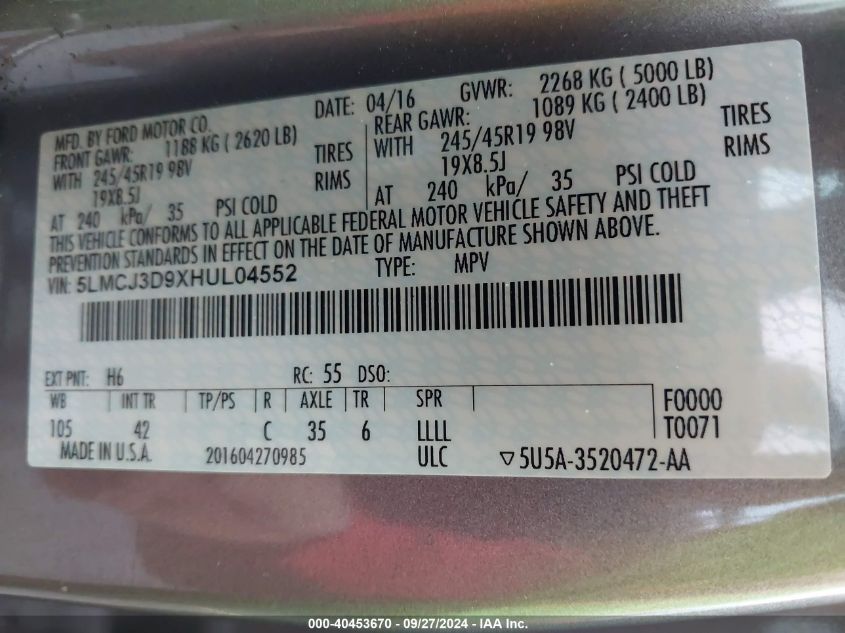 MFD. BY FORD MOTOR CO. DATE: 04/16 GVWR: 2268 KG ( 5000 LB)
FRONT GAWR: 1188 KG ( 2620 LB) REAR GAWR: 1089 KG ( 2400 LB)
WITH 245/45R19 98V TIRES WITH 245/45R19 98V TIRES
19X8.5J RIMS 19X8.5J RIMS
AT 240 kPa/ 35 PSI COLD AT 240 kPa/ 35 PSI COLD
THIS VEHICLE CONFORMS TO ALL APPLICABLE FEDERAL MOTOR VEHICLE SAFETY AND THEFT
PREVENTION STANDARDS IN EFFECT ON THE DATE OF MANUFACTURE SHOWN ABOVE.
VIN: 5LMCJ3D9XHUL04552 TYPE: MPV
EXT PNT: H6 RC: 55 DSO:
WB INT TR TP/PS R AXLE TR SPR F0000
105 42 C 35 6 LLLL T0071
MADE IN U.S.A. 201604270985 ULC ▽5U5A-3520472-AA
000-40453670 - 09/27/2024 - IAA Inc.